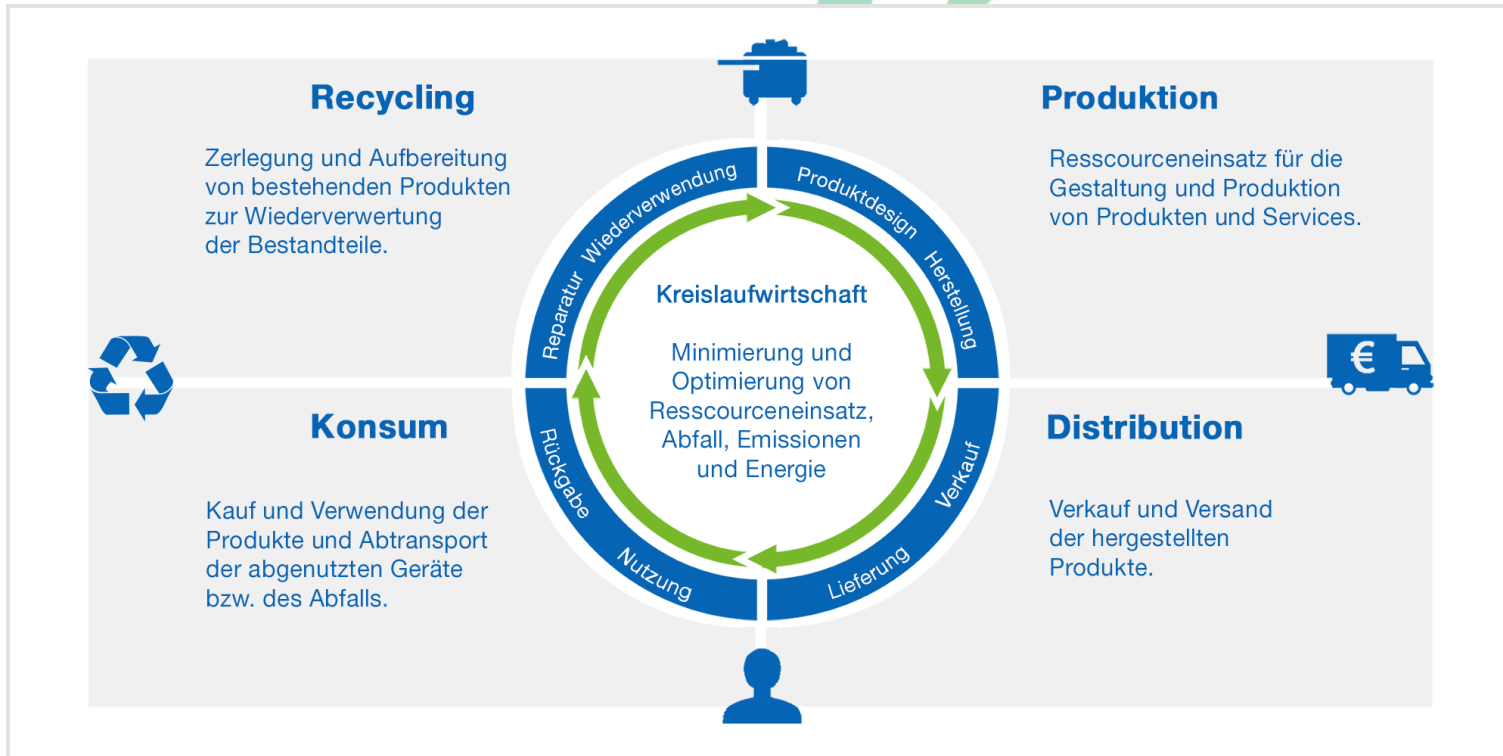 Recycling
Zerlegung und Aufbereitung
von bestehenden Produkten
zur Wiederverwertung
der Bestandteile.
Produktion
Resscourceneinsatz für die
Gestaltung und Produktion
von Produkten und Services.
Reparatur
Wiederverwendung
Produktdesign
Herstellung
Kreislaufwirtschaft
Minimierung und
Optimierung von
Resscourceneinsatz,
Abfall, Emissionen
und Energie
€
Konsum
Kauf und Verwendung der
Produkte und Abtransport
der abgenutzten Geräte
bzw. des Abfalls.
Rückgabe
Nutzung
Lieferung
Verkauf
Distribution
Verkauf und Versand
der hergestellten
Produkte.